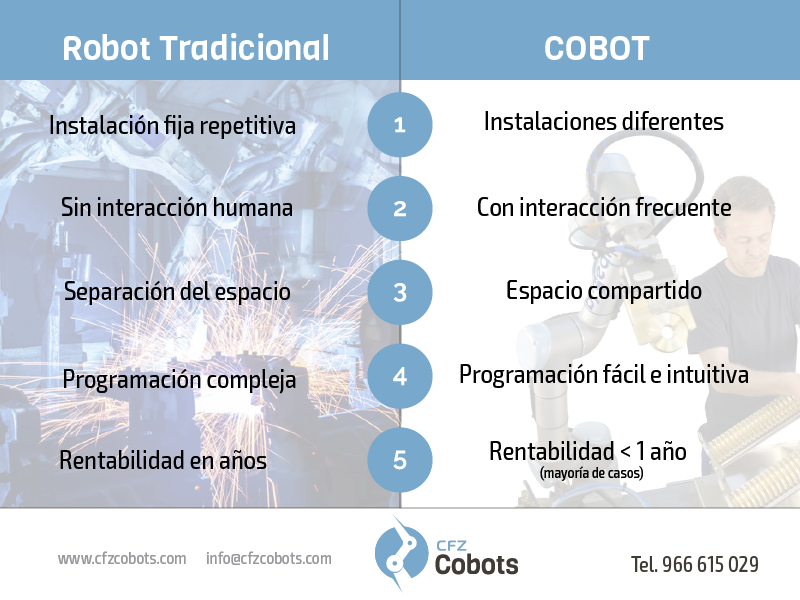 Robot Tradicional
COBOT
Instalación fija repetitiva
1
Instalaciones diferentes
Sin interacción humana
2
Con interacción frecuente
Separación del espacio
3
Espacio compartido
Programación compleja
4
Programación fácil e intuitiva
Rentabilidad en años
5
Rentabilidad < 1 año
(mayoría de casos)
www.cfzcobots.com
info@cfzcobots.com
CFZ
Cobots
Tel. 966 615 029